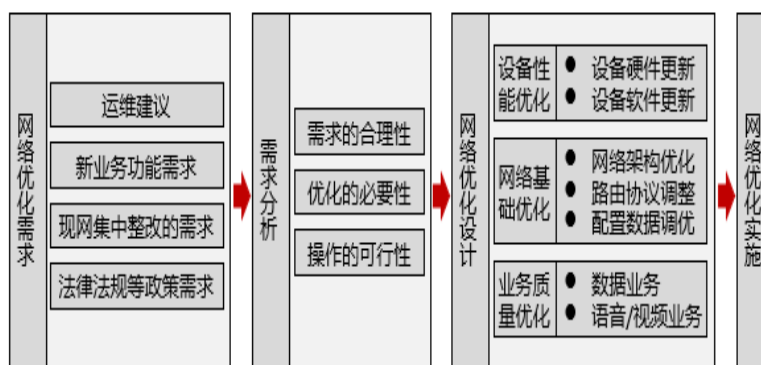 网络优化需求
运维建议
新业务功能需求
现网集中整改的需求
法律法规等政策需求
需求分析
需求的合理性
优化的必要性
操作的可行性
网络优化设计
设备性
能优化
● 设备硬件更新
● 设备软件更新
网络基
础优化
● 网络架构优化
● 路由协议调整
● 配置数据调优
业务质
量优化
● 数据业务
● 语音/视频业务
网络优化实施